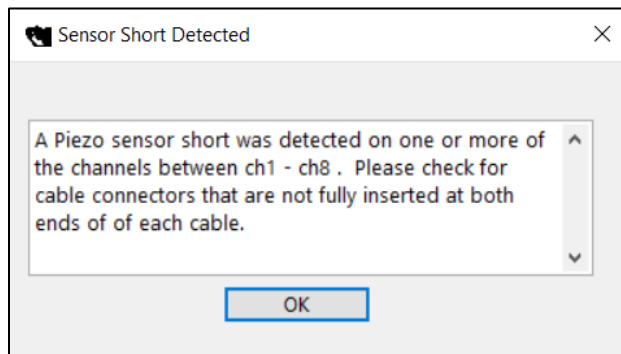 Sensor Short Detected
A Piezo sensor short was detected on one or more of
the channels between ch1 - ch8 .  Please check for
cable connectors that are not fully inserted at both
ends of of each cable.
OK